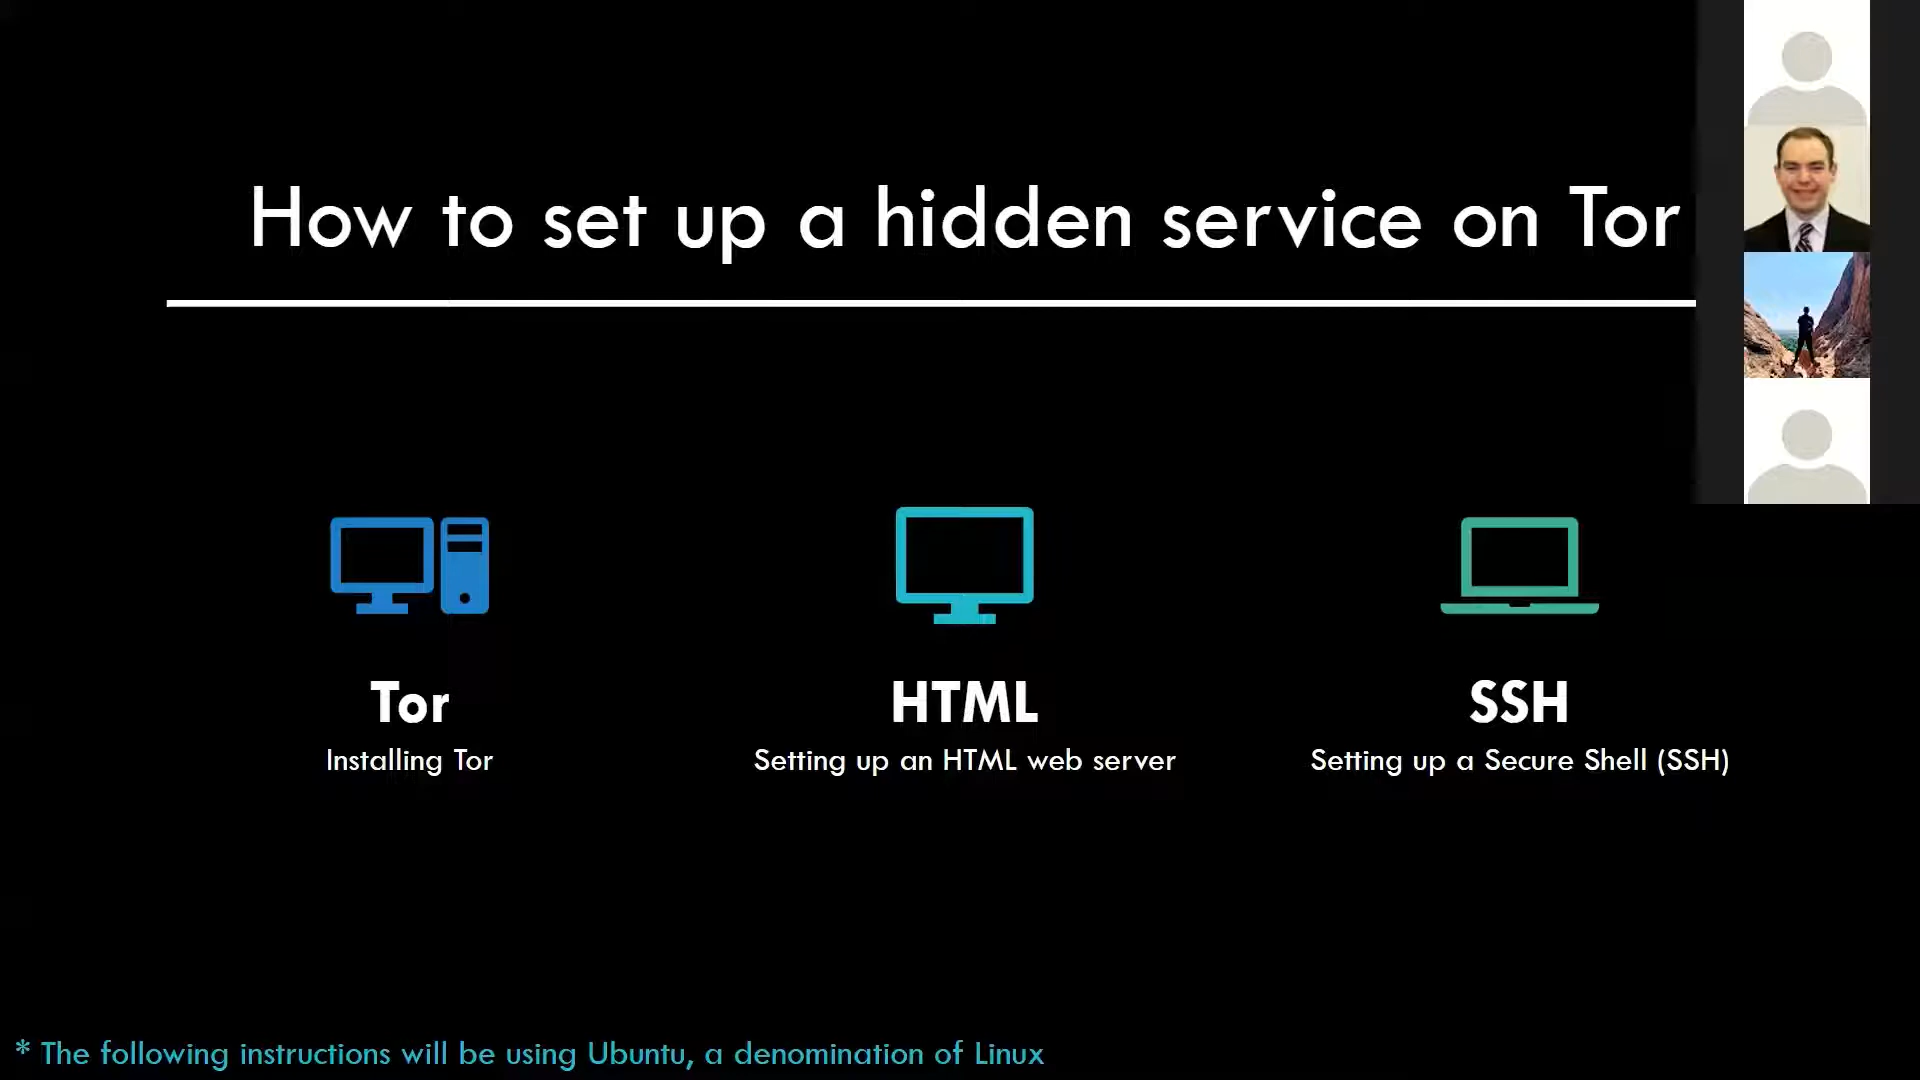 How to set up a hidden service on Tor
Tor
Installing Tor
HTML
Setting up an HTML web server
SSH
Setting up a Secure Shell (SSH)
* The following instructions will be using Ubuntu, a denomination of Linux